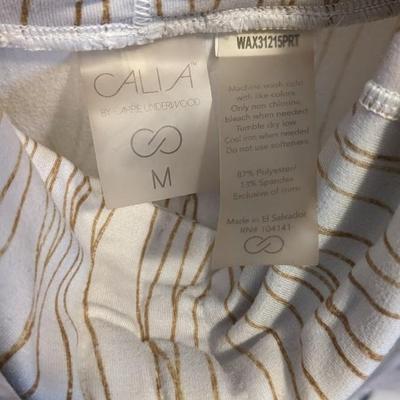 CALIA™
BY CARRIE UNDERWOOD
M
WAX31215PRT
Machine wash cold
with like colors
Only non chlorine
bleach when needed
Tumble dry low
Cool iron when needed
Do not use softeners
87% Polyester/
13% Spandex
Exclusive of trims
Made in El Salvador
RN# 104141